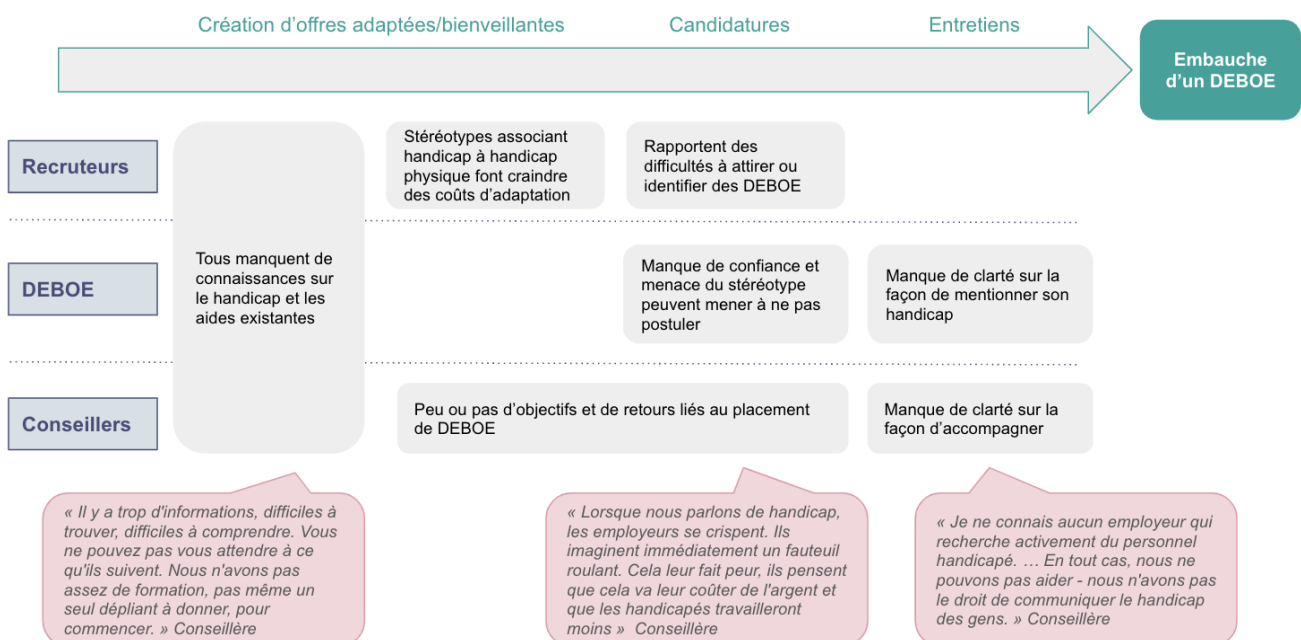 Création d'offres adaptées/bienveillantes
Candidatures
Entretiens
Embauche
d'un DEBOE
Recruteurs
Stéréotypes associant
handicap à handicap
physique font craindre
des coûts d'adaptation
Rapportent des
difficultés à attirer ou
identifier des DEBOE
Tous manquent de
connaissances sur
le handicap et les
aides existantes
DEBOE
Manque de confiance et
menace du stéréotype
peuvent mener à ne pas
postuler
Manque de clarté sur la
façon de mentionner son
handicap
Conseillers
Peu ou pas d'objectifs et de retours liés au placement
de DEBOE
Manque de clarté sur la
façon d'accompagner
« Il y a trop d'informations, difficiles à
trouver, difficiles à comprendre. Vous
ne pouvez pas vous attendre à ce
qu'ils suivent. Nous n'avons pas
assez de formation, pas même un
seul dépliant à donner, pour
commencer. » Conseillère
« Lorsque nous parlons de handicap,
les employeurs se crispent. Ils
imaginent immédiatement un fauteuil
roulant. Cela leur fait peur, ils pensent
que cela va leur coûter de l'argent et
que les handicapés travailleront
moins » Conseillère
« Je ne connais aucun employeur qui
recherche activement du personnel
handicapé. … En tout cas, nous ne
pouvons pas aider - nous n'avons pas
le droit de communiquer le handicap
des gens. » Conseillère